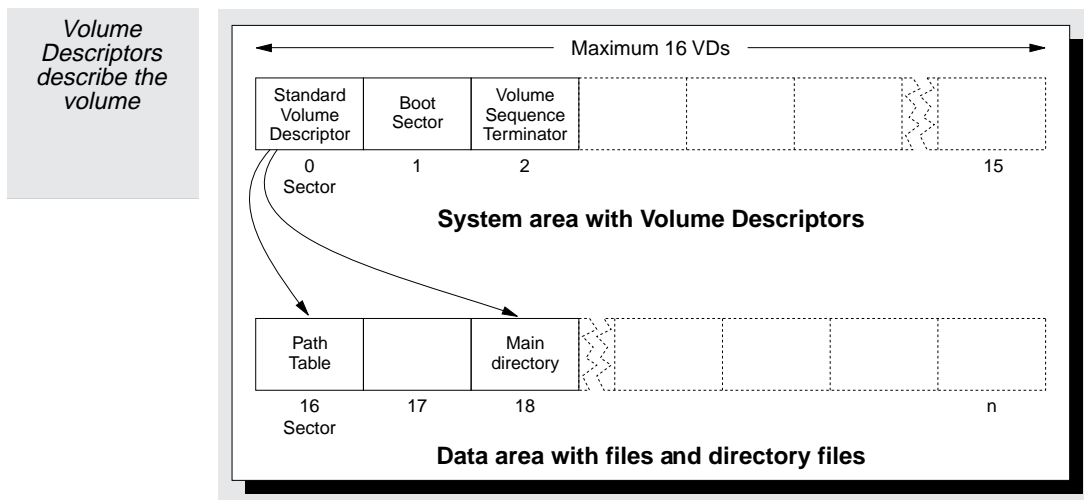 Volume
Descriptors
describe the
volume
Maximum 16 VDs
Standard
Volume
Descriptor
Boot
Sector
Volume
Sequence
Terminator
0
1
2
15
Sector
System area with Volume Descriptors
Path
Table
Main
directory
16
17
18
n
Sector
Data area with files and directory files